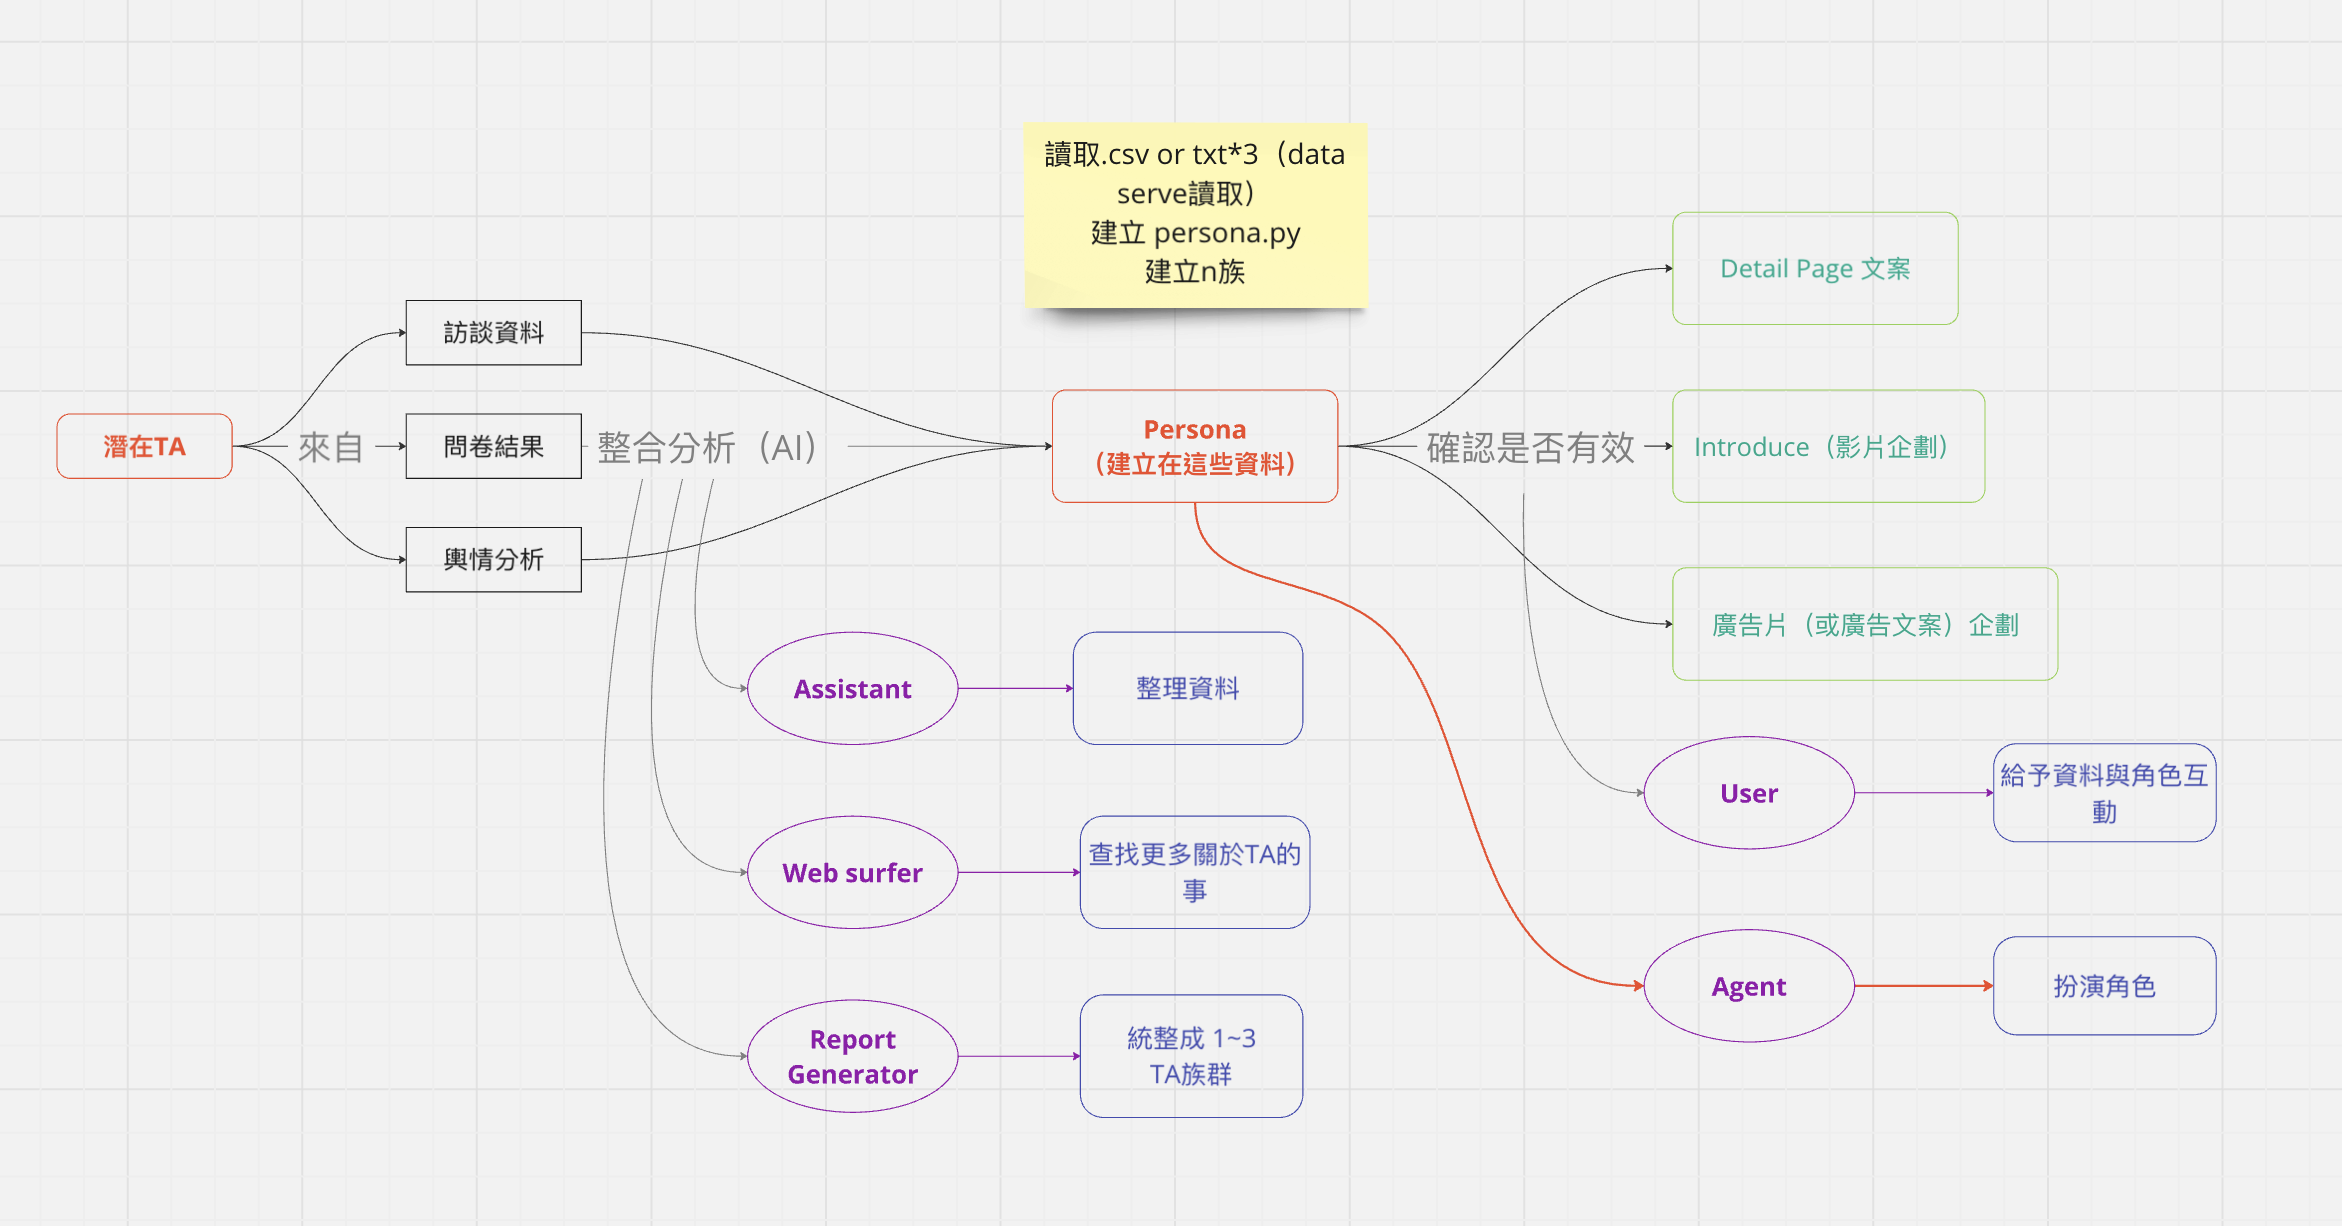 讀取.csv or txt*3（data
serve讀取）
建立 persona.py
建立n族
潛在TA
來自
訪談資料
問卷結果
輿情分析
整合分析（AI）
Persona
（建立在這些資料）
確認是否有效
Detail Page 文案
Introduce（影片企劃）
廣告片（或廣告文案）企劃
Assistant
整理資料
Web surfer
查找更多關於TA的
事
Report
Generator
統整成 1~3
TA族群
User
給予資料與角色互
動
Agent
扮演角色